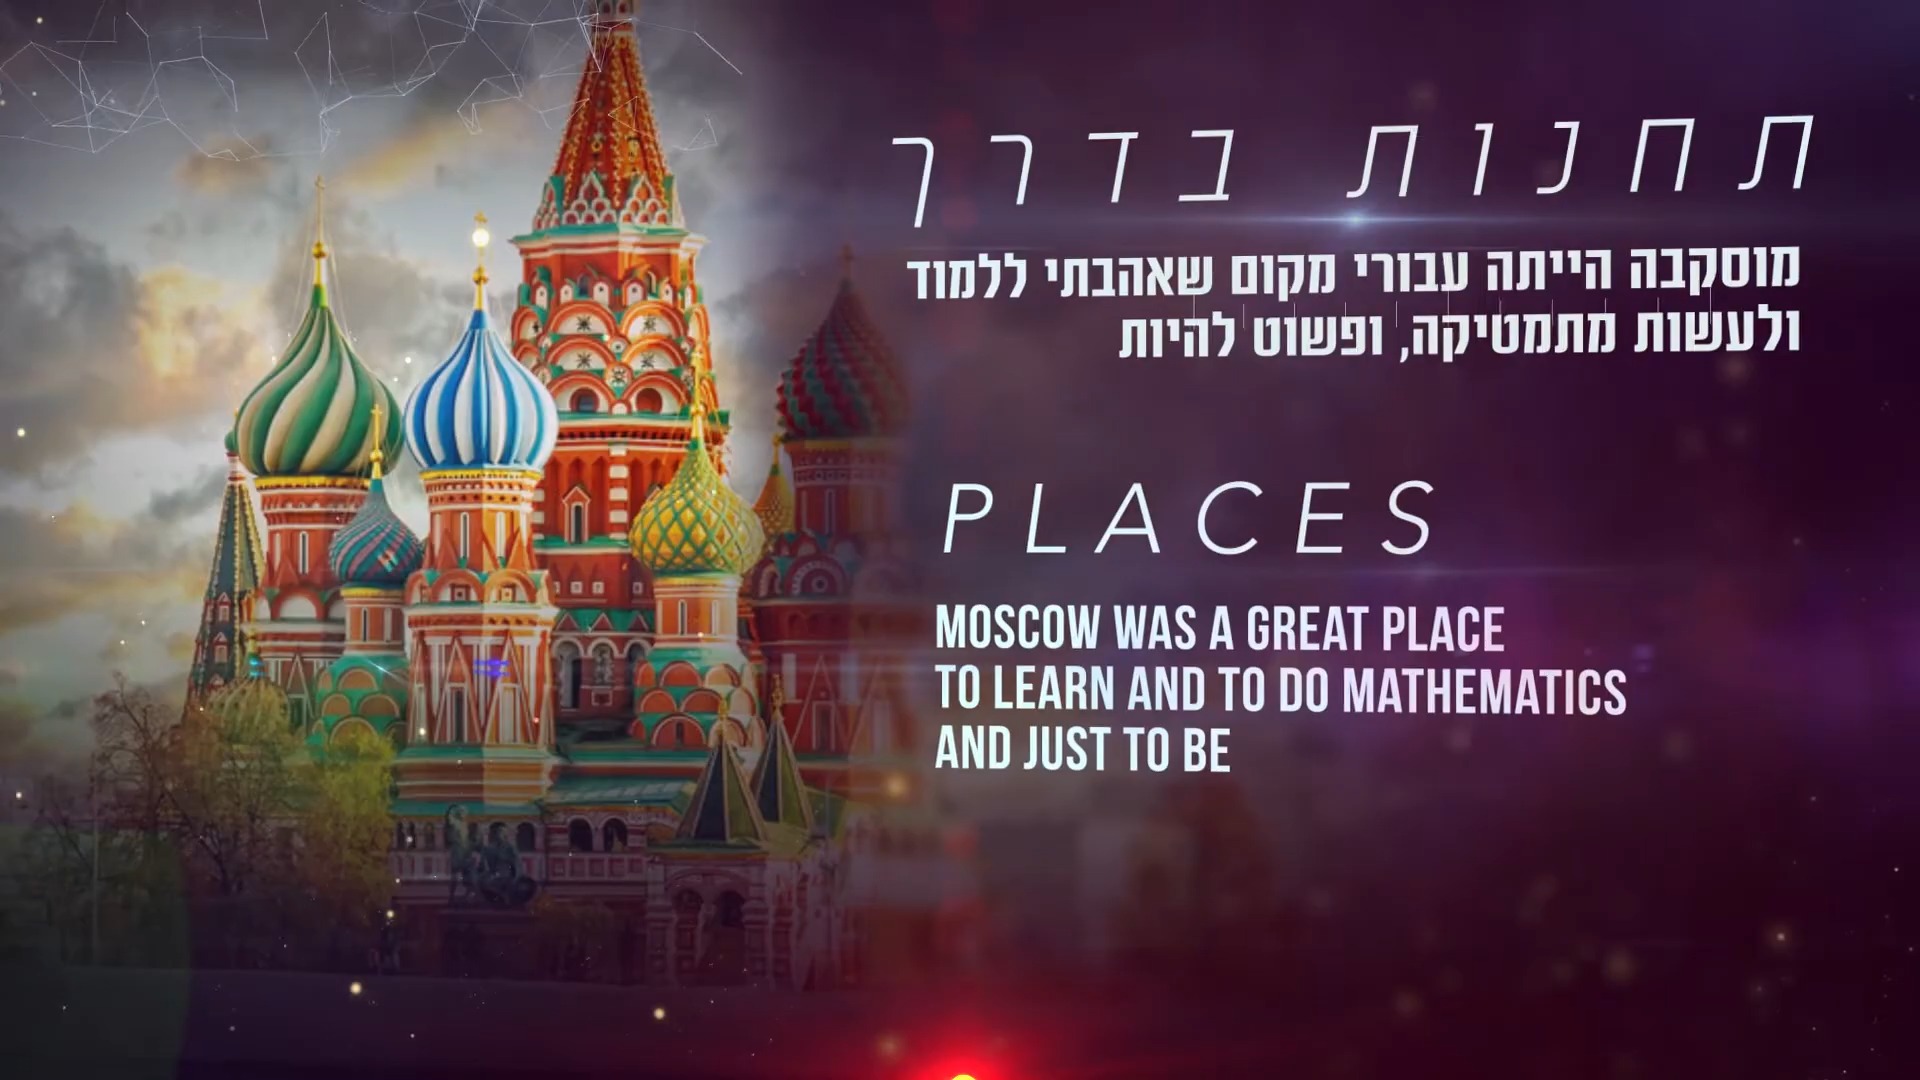 תחנות בדרך
מוסקבה הייתה עבורי מקום שאהבתי ללמוד
ולעשות מתמטיקה, ופשוט להיות
PLACES
MOSCOW WAS A GREAT PLACE
TO LEARN AND TO DO MATHEMATICS
AND JUST TO BE